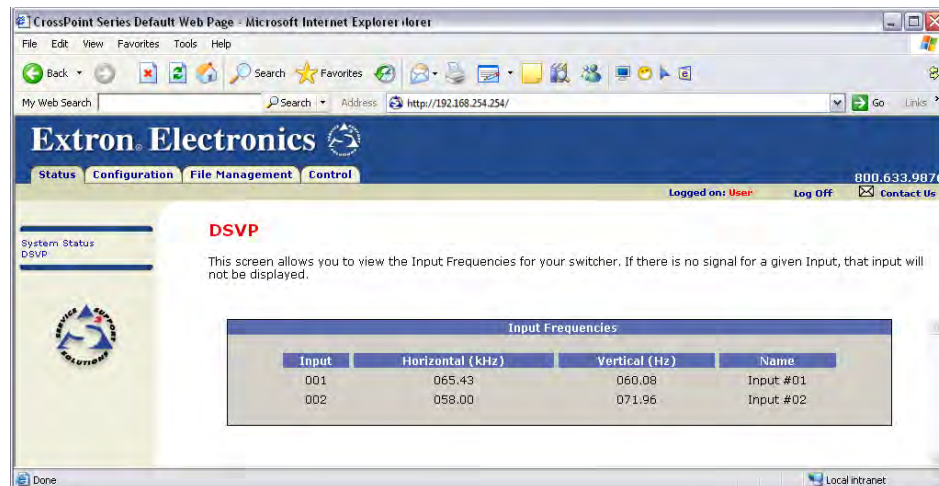 CrossPoint Series Default Web Page - Microsoft Internet Explorer dorer
File Edit View Favorites Tools Help
Back Search Favorites
My Web Search Search Address http://192.168.254.254/ Go Links
Extron® Electronics
Status Configuration File Management Control
800.633.9876
Logged on: User Log Off Contact Us
System Status
DSVP
DSVP
This screen allows you to view the Input Frequencies for your switcher. If there is no signal for a given Input, that input will
not be displayed.
SERVICE SUPPORT SOLUTIONS
Input Frequencies
Input Horizontal (kHz) Vertical (Hz) Name
001 065.43 060.08 Input #01
002 058.00 071.96 Input #02
Done Local intranet